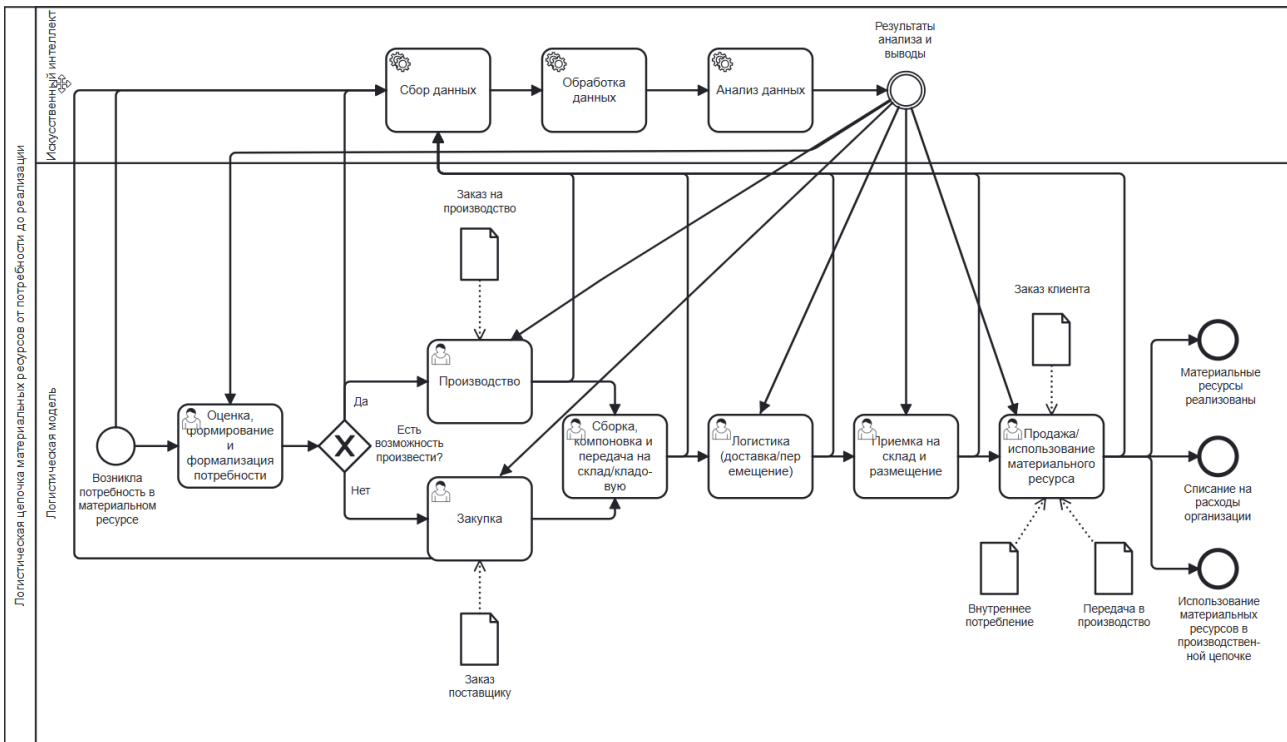 Логистическая цепочка материальных ресурсов от потребности до реализации
Искусственный интеллект
Сбор данных
Обработка
данных
Анализ данных
Результаты
анализа и
выводы
Логистическая модель
Заказ на
производство
Заказ клиента
Возникла
потребность в
материальном
ресурсе
Оценка,
формирование
и
формализация
потребности
Да
Есть
возможность
произвести?
Нет
Производство
Закупка
Сборка,
компоновка и
передача на
склад/кладо-
вую
Логистика
(доставка/пер
емещение)
Приемка на
склад и
размещение
Продажа/
использование
материального
ресурса
Материальные
ресурсы
реализованы
Списание на
расходы
организации
Внутреннее
потребление
Передача в
производство
Использование
материальных
ресурсов в
производствен-
ной цепочке
Заказ
поставщику